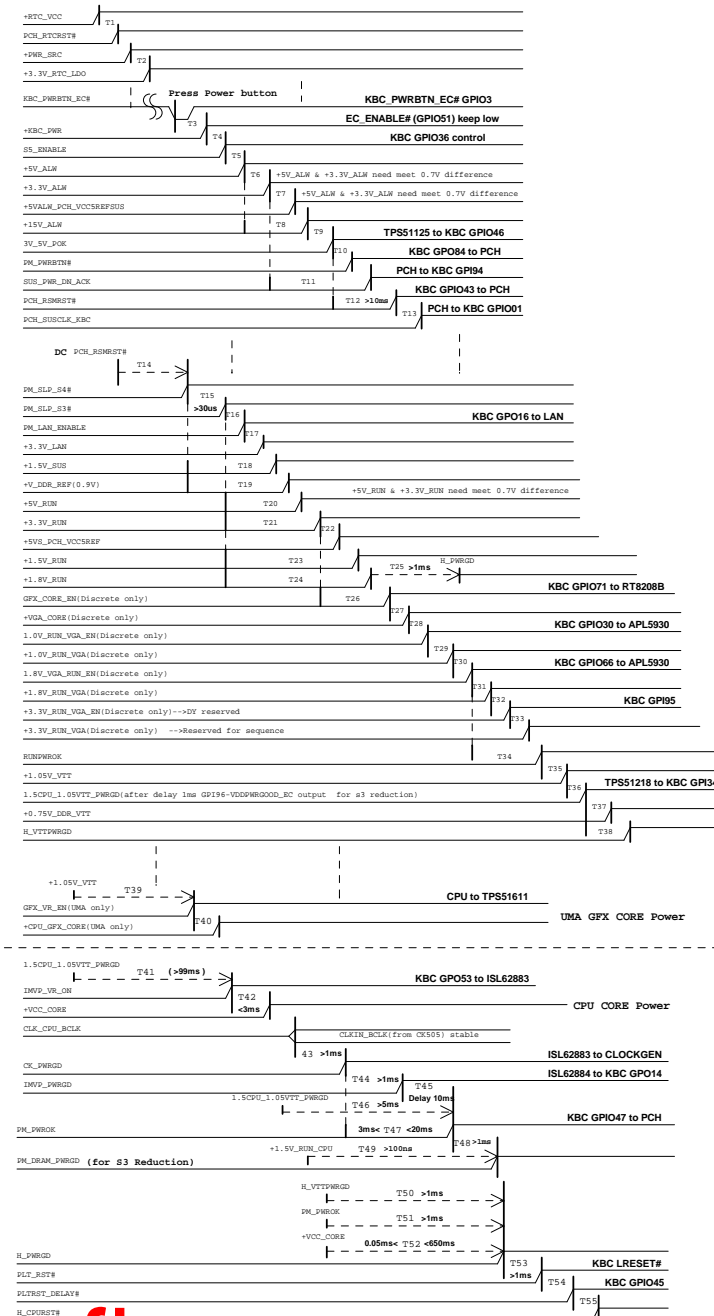 +RTC_VCC
T1
PCH_RTCRST#
+PWR_SRC
T2
+3.3V_RTC_LDO
Press Power button
KBC_PWRBTN_EC#
KBC_PWRBTN_EC# GPIO3
T3
EC_ENABLE# (GPIO51) keep low
+KBC_PWR
T4
KBC GPIO36 control
S5_ENABLE
T5
+5V_ALW
T6
+5V_ALW & +3.3V_ALW need meet 0.7V difference
+3.3V_ALW
T7
+5V_ALW & +3.3V_ALW need meet 0.7V difference
+5VALW_PCH_VCC5REFSUS
+15V_ALW
T8
T9
TPS51125 to KBC GPIO46
3V_5V_POK
T10
KBC GPO84 to PCH
PM_PWRBTN#
PCH to KBC GPI94
SUS_PWR_DN_ACK
T11
KBC GPIO43 to PCH
PCH_RSMRST#
T12 >10ms
T13
PCH to KBC GPIO01
PCH_SUSCLK_KBC
DC PCH_RSMRST#
T14
PM_SLP_S4#
T15
PM_SLP_S3#
>30us
T16
KBC GPO16 to LAN
PM_LAN_ENABLE
T17
+3.3V_LAN
+1.5V_SUS
T18
+V_DDR_REF(0.9V)
T19
+5V_RUN & +3.3V_RUN need meet 0.7V difference
+5V_RUN
T20
+3.3V_RUN
T21
T22
+5VS_PCH_VCC5REF
+1.5V_RUN
T23
T25 >1ms
H_PWRGD
+1.8V_RUN
T24
KBC GPIO71 to RT8208B
GFX_CORE_EN(Discrete only)
T26
T27
+VGA_CORE(Discrete only)
T28
KBC GPIO30 to APL5930
1.0V_RUN_VGA_EN(Discrete only)
T29
+1.0V_RUN_VGA(Discrete only)
T30
KBC GPIO66 to APL5930
1.8V_VGA_RUN_EN(Discrete only)
T31
+1.8V_RUN_VGA(Discrete only)
T32
KBC GPI95
+3.3V_RUN_VGA_EN(Discrete only)-->DY reserved
T33
+3.3V_RUN_VGA(Discrete only) -->Reserved for sequence
RUNPWROK
T34
T35
+1.05V_VTT
T36
TPS51218 to KBC GPI34
1.5CPU_1.05VTT_PWRGD(after delay 1ms GPI96-VDDPWRGOOD_EC output for s3 reduction)
T37
+0.75V_DDR_VTT
T38
H_VTTPWRGD
+1.05V_VTT
T39
CPU to TPS51611
GFX_VR_EN(UMA only)
T40
UMA GFX CORE Power
+CPU_GFX_CORE(UMA only)
1.5CPU_1.05VTT_PWRGD
T41 (>99ms)
KBC GPO53 to ISL62883
IMVP_VR_ON
T42
<3ms
CPU CORE Power
+VCC_CORE
CLK_CPU_BCLK
CLKIN_BCLK(from CK505) stable
43 >1ms
ISL62883 to CLOCKGEN
CK_PWRGD
T44 >1ms
ISL62884 to KBC GPO14
IMVP_PWRGD
T45
1.5CPU_1.05VTT_PWRGD
Delay 10ms
T46 >5ms
KBC GPIO47 to PCH
PM_PWROK
3ms< T47 <20ms
T48 >1ms
+1.5V_RUN_CPU
T49 >100ns
PM_DRAM_PWRGD (for S3 Reduction)
H_VTTPWRGD
T50 >1ms
PM_PWROK
T51 >1ms
+VCC_CORE
0.05ms< T52 <650ms
H_PWRGD
T53
>1ms
KBC LRESET#
PLT_RST#
T54
KBC GPIO45
PLTRST_DELAY#
T55
H_CPURST#